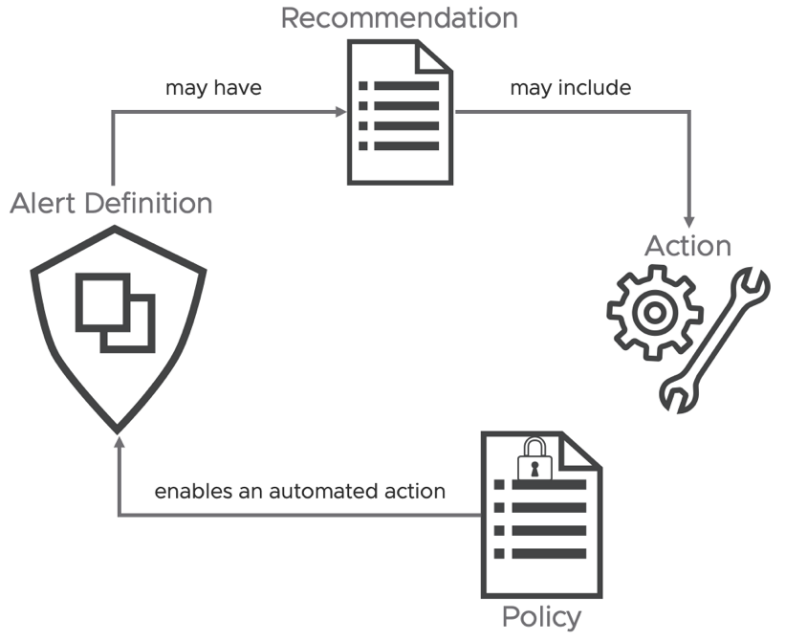 Recommendation
may have
may include
Alert Definition
Action
enables an automated action
Policy